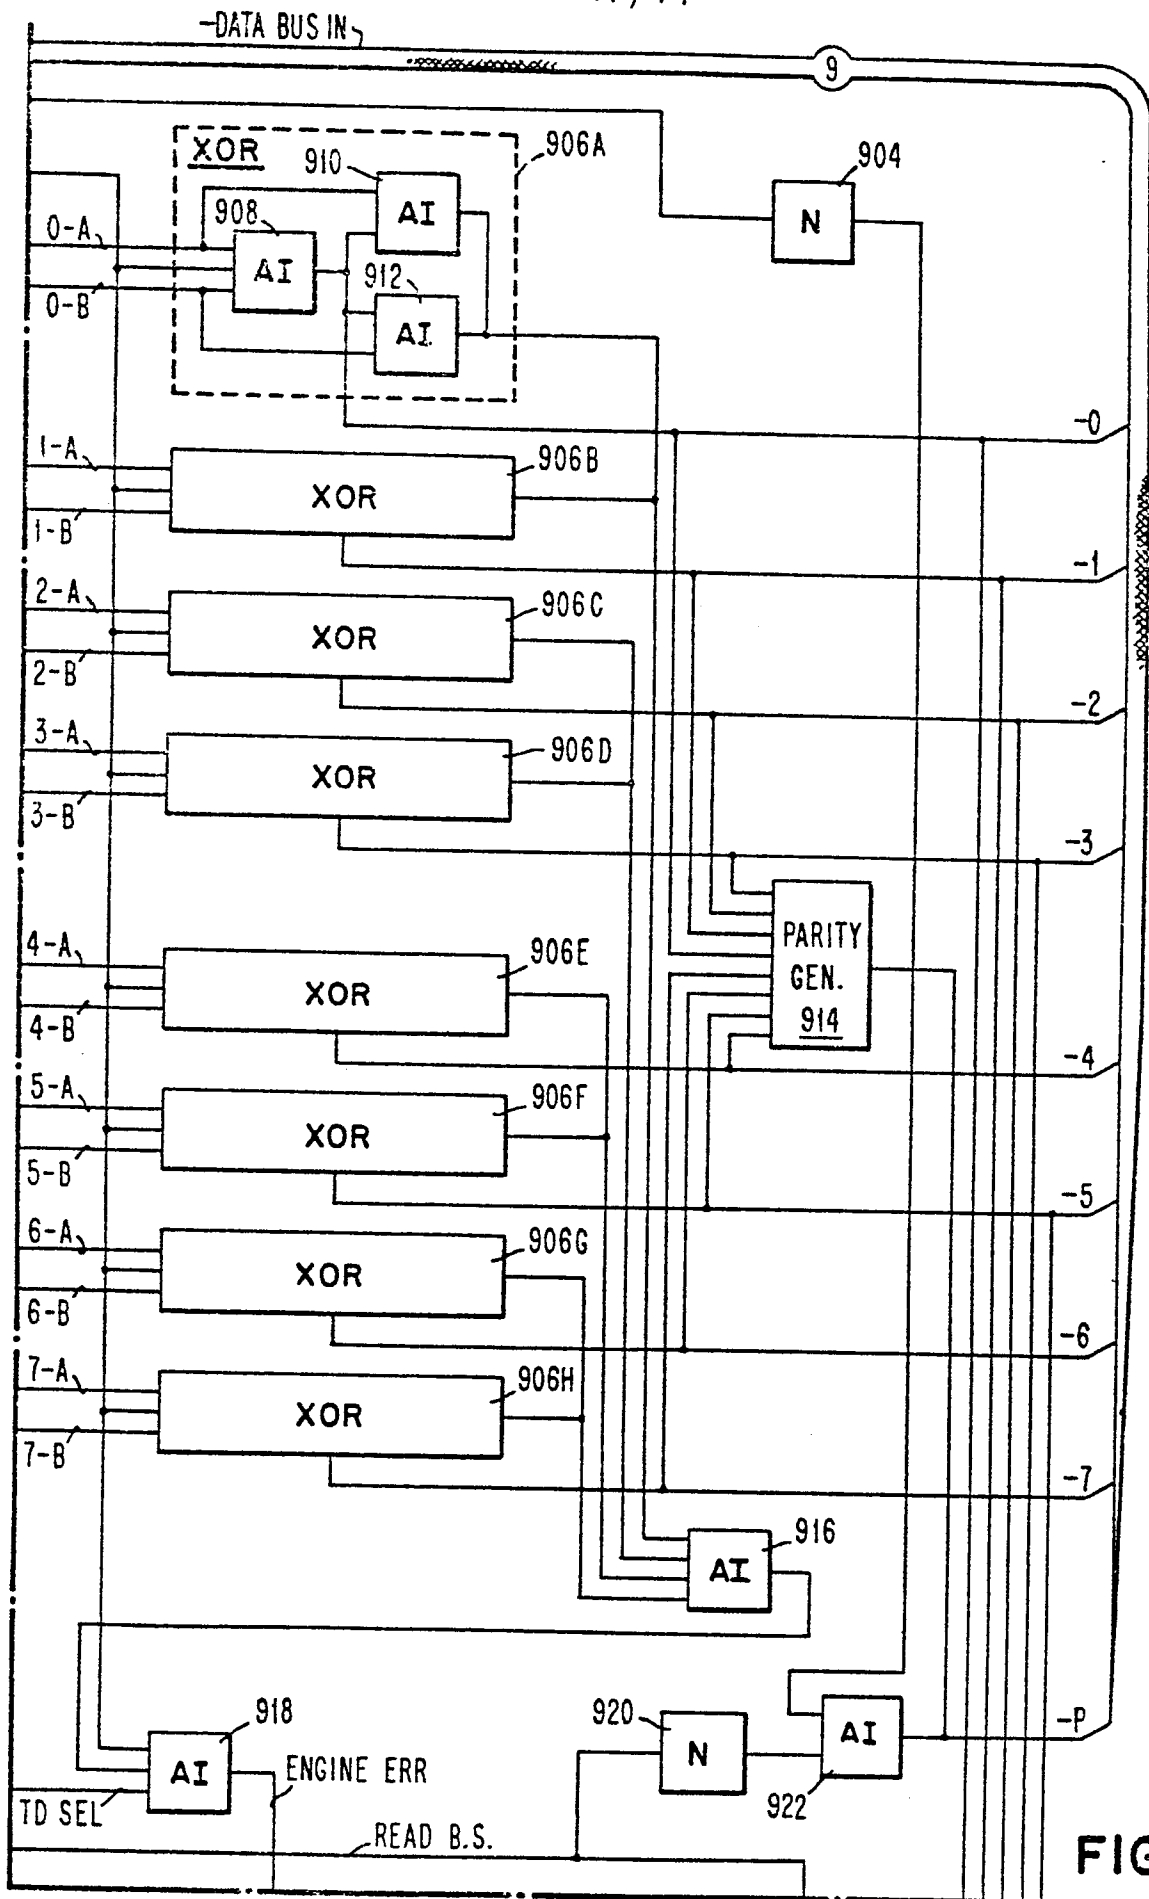 -DATA BUS IN
9
XOR
906A
910
904
AI
N
908
0-A
AI
912
0-B
AI
-0
1-A
906B
XOR
1-B
-1
2-A
906C
XOR
2-B
-2
3-A
906D
XOR
3-B
-3
PARITY
GEN.
914
4-A
906E
XOR
4-B
-4
5-A
906F
XOR
5-B
-5
6-A
906G
XOR
6-B
-6
7-A
906H
XOR
7-B
-7
916
AI
918
920
AI
-P
AI
N
ENGINE ERR
TD SEL
922
READ B.S.
FIG